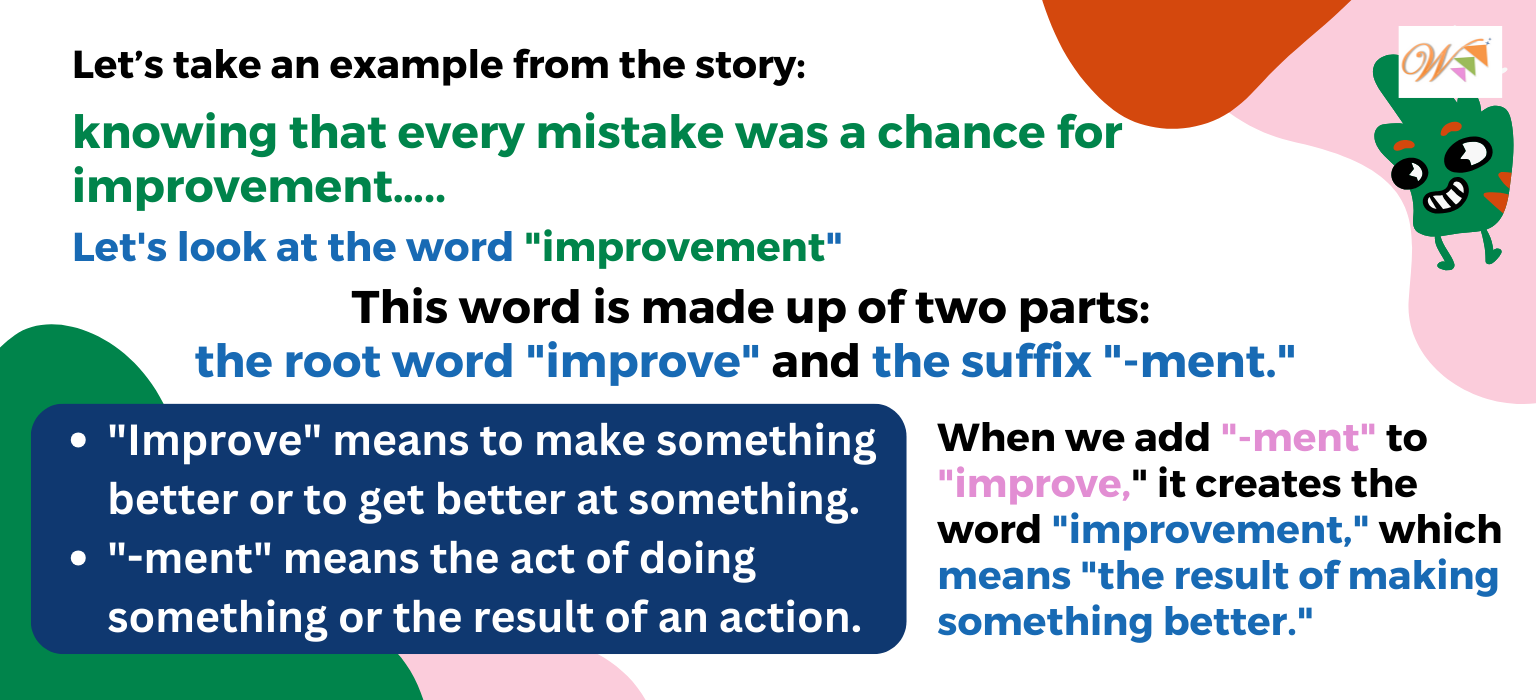 Let’s take an example from the story:
knowing that every mistake was a chance for
improvement.....
Let's look at the word "improvement"
This word is made up of two parts:
the root word "improve" and the suffix "-ment."
• "Improve" means to make something
better or to get better at something.
• "-ment" means the act of doing
something or the result of an action.
When we add "-ment" to
"improve," it creates the
word "improvement," which
means "the result of making
something better."
W